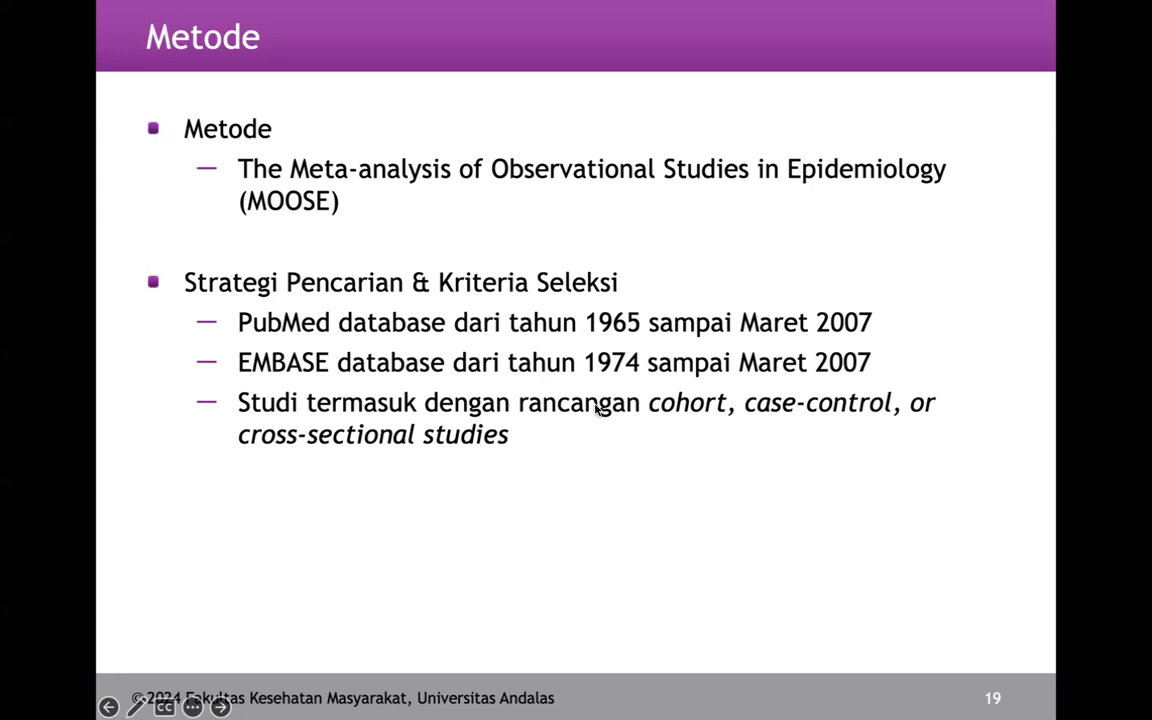 Metode
Metode
— The Meta-analysis of Observational Studies in Epidemiology
(MOOSE)
Strategi Pencarian & Kriteria Seleksi
— PubMed database dari tahun 1965 sampai Maret 2007
— EMBASE database dari tahun 1974 sampai Maret 2007
— Studi termasuk dengan rancangan cohort, case-control, or
cross-sectional studies
©2024 Fakultas Kesehatan Masyarakat, Universitas Andalas
19
CC